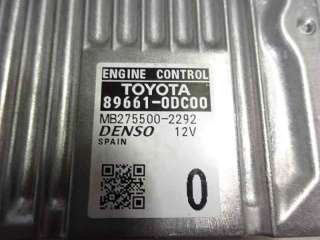 ENGINE CONTROL
TOYOTA
89661-0DC00
MB275500-2292
DENSO 12V
SPAIN
0